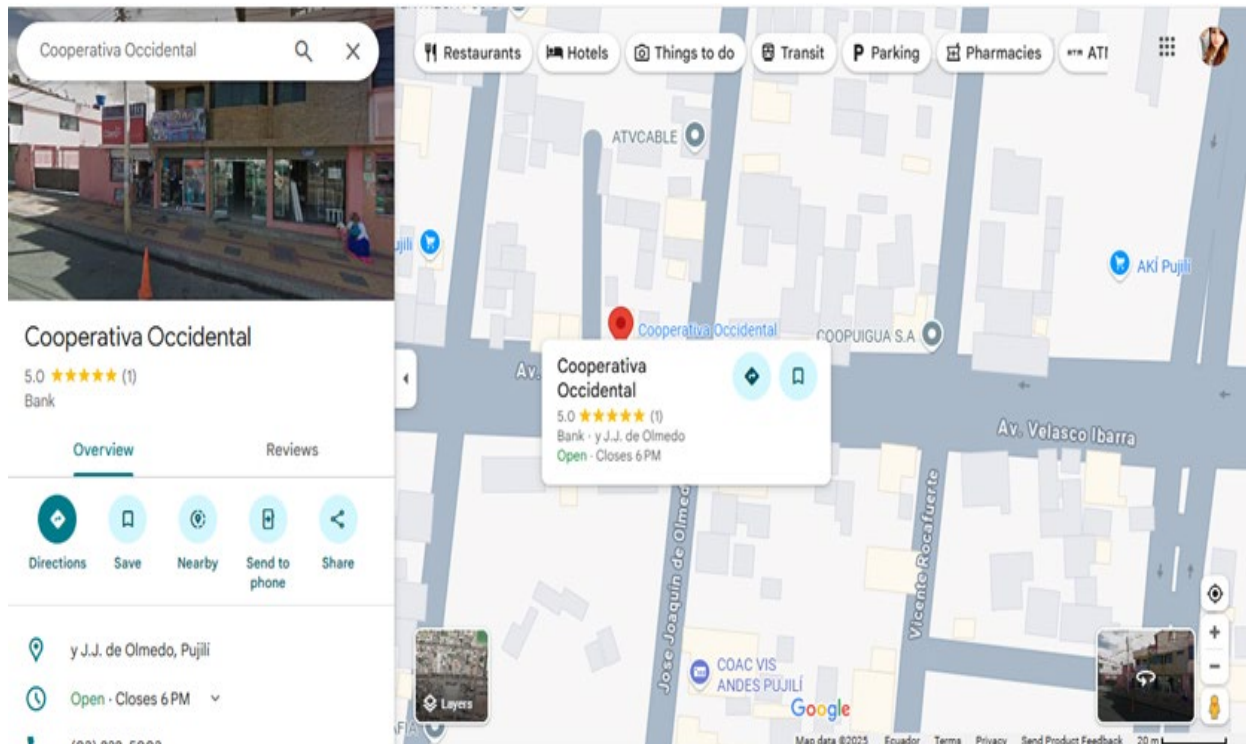 Cooperativa Occidental
Restaurants
Hotels
Things to do
Transit
Parking
Pharmacies
Cooperativa Occidental
5.0 ★★★★★ (1)
Bank
Overview
Reviews
Directions
Save
Nearby
Send to
phone
Share
y J.J. de Olmedo, Pujilí
Open · Closes 6 PM
ATVCABLE
AKÍ Pujilí
Cooperativa Occidental
COOPUIGUA S.A
Av.
Cooperativa
Occidental
5.0 ★★★★★ (1)
Bank · y J.J. de Olmedo
Open · Closes 6 PM
Av. Velasco Ibarra
Jose Joaquín de Olmedo
Vicente Rocafuerte
COAC VIS
ANDES PUJILÍ
Layers
Google
Map data ©2025 Ecuador Terms Privacy Send Product Feedback 20 m